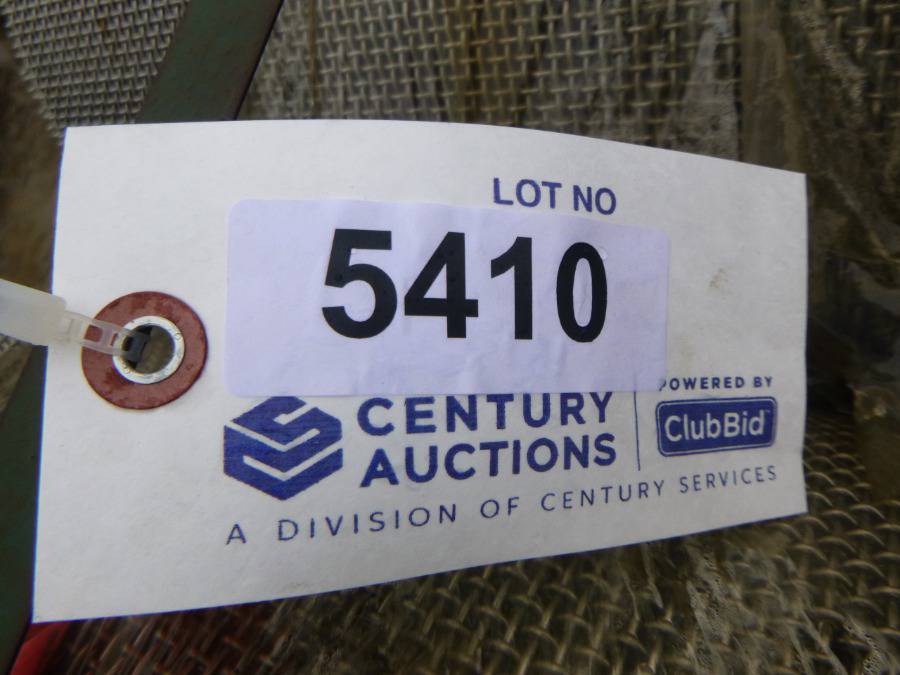 LOT NO
5410
CENTURY
AUCTIONS
A DIVISION OF CENTURY SERVICES
POWERED BY
ClubBid